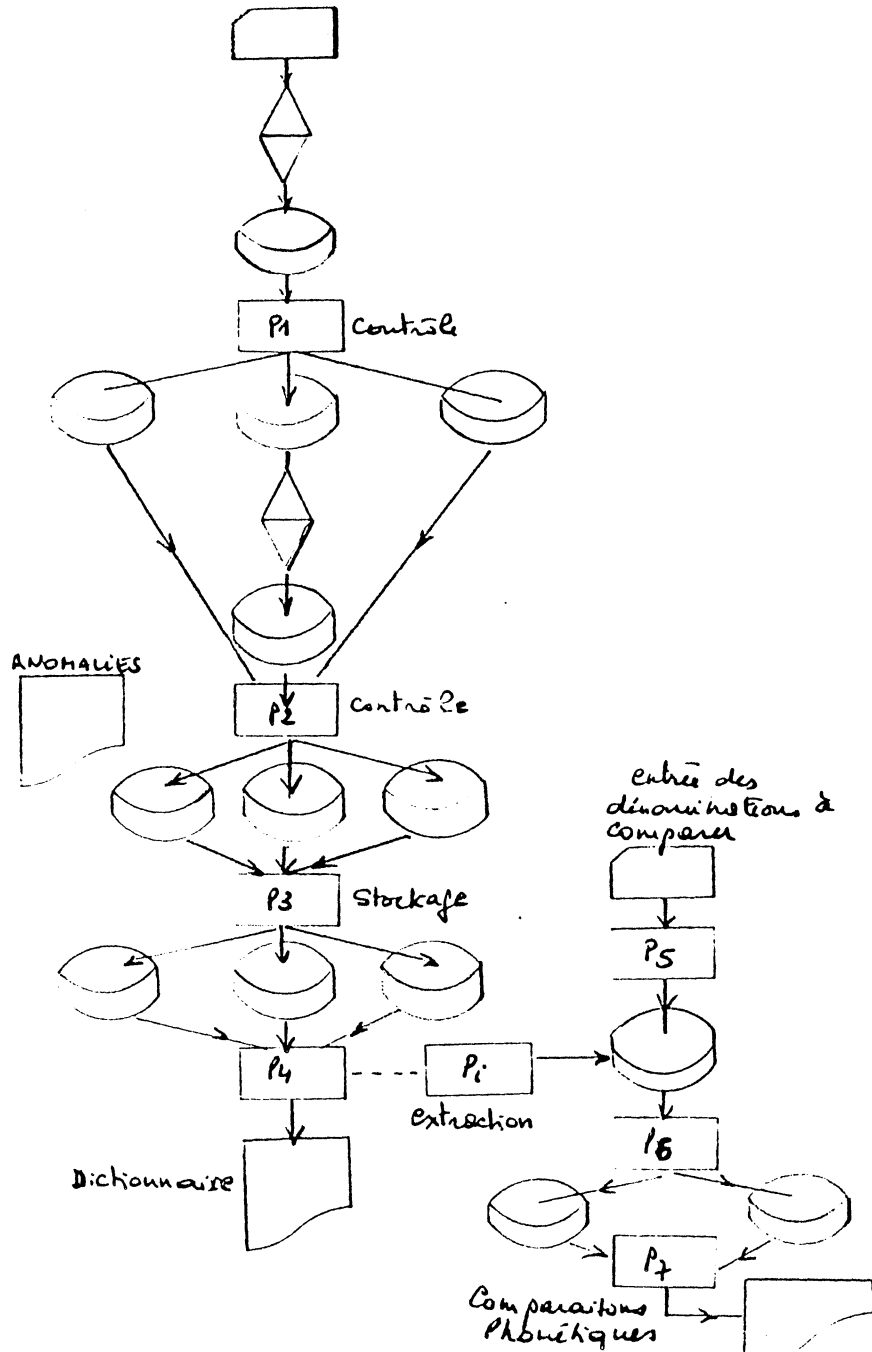 P1
Contrôle
ANOMALIES
P2
Contrôle
entrée des
dénominations à
comparer
P3
Stockage
P5
P4
Pi
extraction
P6
Dictionnaire
P7
Comparaisons
Phonétiques